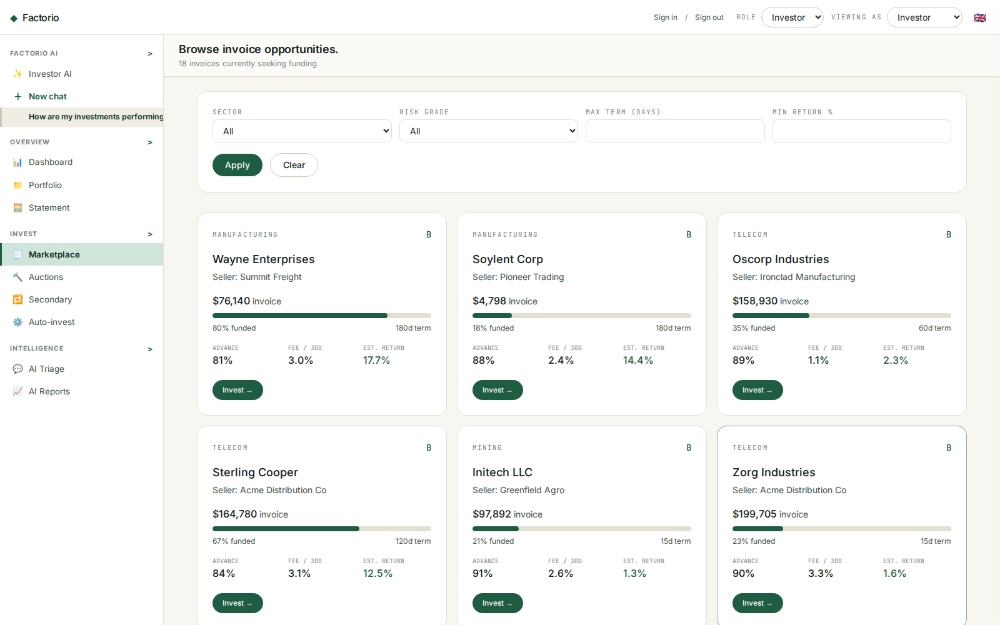 Factorio
Sign in / Sign out
ROLE
Investor
VIEWING AS
Investor
FACTORIO AI >
Investor AI
+ New chat
How are my investments performing
OVERVIEW >
Dashboard
Portfolio
Statement
INVEST >
Marketplace
Auctions
Secondary
Auto-invest
INTELLIGENCE >
AI Triage
AI Reports
Browse invoice opportunities.
18 invoices currently seeking funding.
SECTOR
All
RISK GRADE
All
MAX TERM (DAYS)
MIN RETURN %
Apply
Clear
MANUFACTURING B
Wayne Enterprises
Seller: Summit Freight
$76,140 invoice
80% funded 180d term
ADVANCE FEE / 30D EST. RETURN
81% 3.0% 17.7%
Invest →
MANUFACTURING B
Soylent Corp
Seller: Pioneer Trading
$4,798 invoice
18% funded 180d term
ADVANCE FEE / 30D EST. RETURN
88% 2.4% 14.4%
Invest →
TELECOM B
Oscorp Industries
Seller: Ironclad Manufacturing
$158,930 invoice
35% funded 60d term
ADVANCE FEE / 30D EST. RETURN
89% 1.1% 2.3%
Invest →
TELECOM B
Sterling Cooper
Seller: Acme Distribution Co
$164,780 invoice
67% funded 120d term
ADVANCE FEE / 30D EST. RETURN
84% 3.1% 12.5%
Invest →
MINING B
Initech LLC
Seller: Greenfield Agro
$97,892 invoice
21% funded 15d term
ADVANCE FEE / 30D EST. RETURN
91% 2.6% 1.3%
Invest →
TELECOM B
Zorg Industries
Seller: Acme Distribution Co
$199,705 invoice
23% funded 15d term
ADVANCE FEE / 30D EST. RETURN
90% 3.3% 1.6%
Invest →